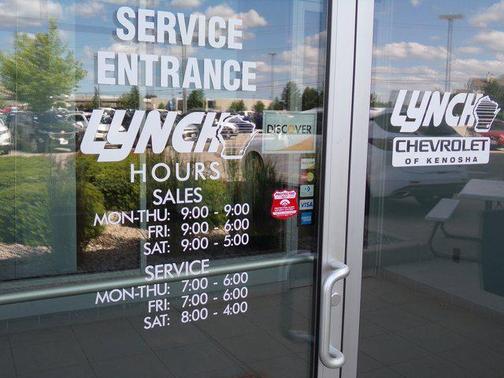 SERVICE
ENTRANCE
LYNCH
HOURS
SALES
MON-THU: 9:00 - 9:00
FRI: 9:00 - 6:00
SAT: 9:00 - 5:00
SERVICE
MON-THU: 7:00 - 6:00
FRI: 7:00 - 6:00
SAT: 8:00 - 4:00
DISCOVER
VISA
LYNCH
CHEVROLET
OF KENOSHA